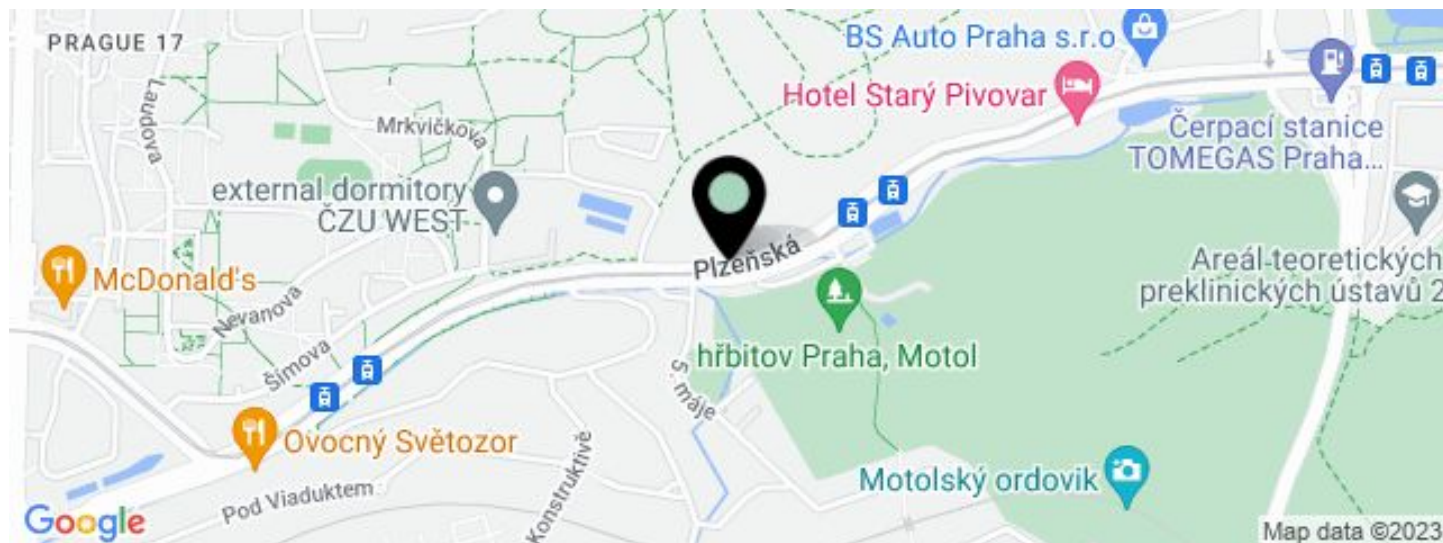 PRAGUE 17
BS Auto Praha s.r.o
Laudova
Hotel Starý Pivovar
Mrkvičkova
Čerpací stanice
TOMEGAS Praha...
external dormitory
ČZU WEST
Plzeňská
McDonald's
Areál teoretických
preklinických ústavů 2
Nevanova
Šímova
hřbitov Praha, Motol
5. máje
Ovocný Světozor
Motolský ordovik
Pod Viaduktem
Konstruktivě
Google
Map data ©2023